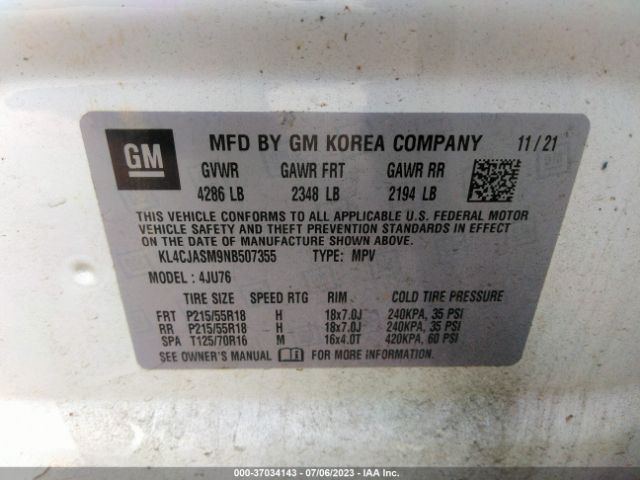 GM MFD BY GM KOREA COMPANY 11/21
GVWR GAWR FRT GAWR RR
4286 LB 2348 LB 2194 LB
THIS VEHICLE CONFORMS TO ALL APPLICABLE U.S. FEDERAL MOTOR
VEHICLE SAFETY AND THEFT PREVENTION STANDARDS IN EFFECT
ON THE DATE OF MANUFACTURE SHOWN ABOVE.
KL4CJASM9NB507355 TYPE: MPV
MODEL: 4JU76
TIRE SIZE SPEED RTG RIM COLD TIRE PRESSURE
FRT P215/55R18 H 18x7.0J 240KPA, 35 PSI
RR P215/55R18 H 18x7.0J 240KPA, 35 PSI
SPA T125/70R16 M 16x4.0T 420KPA, 60 PSI
SEE OWNER'S MANUAL FOR MORE INFORMATION.
000-37034143 - 07/06/2023 - IAA Inc.